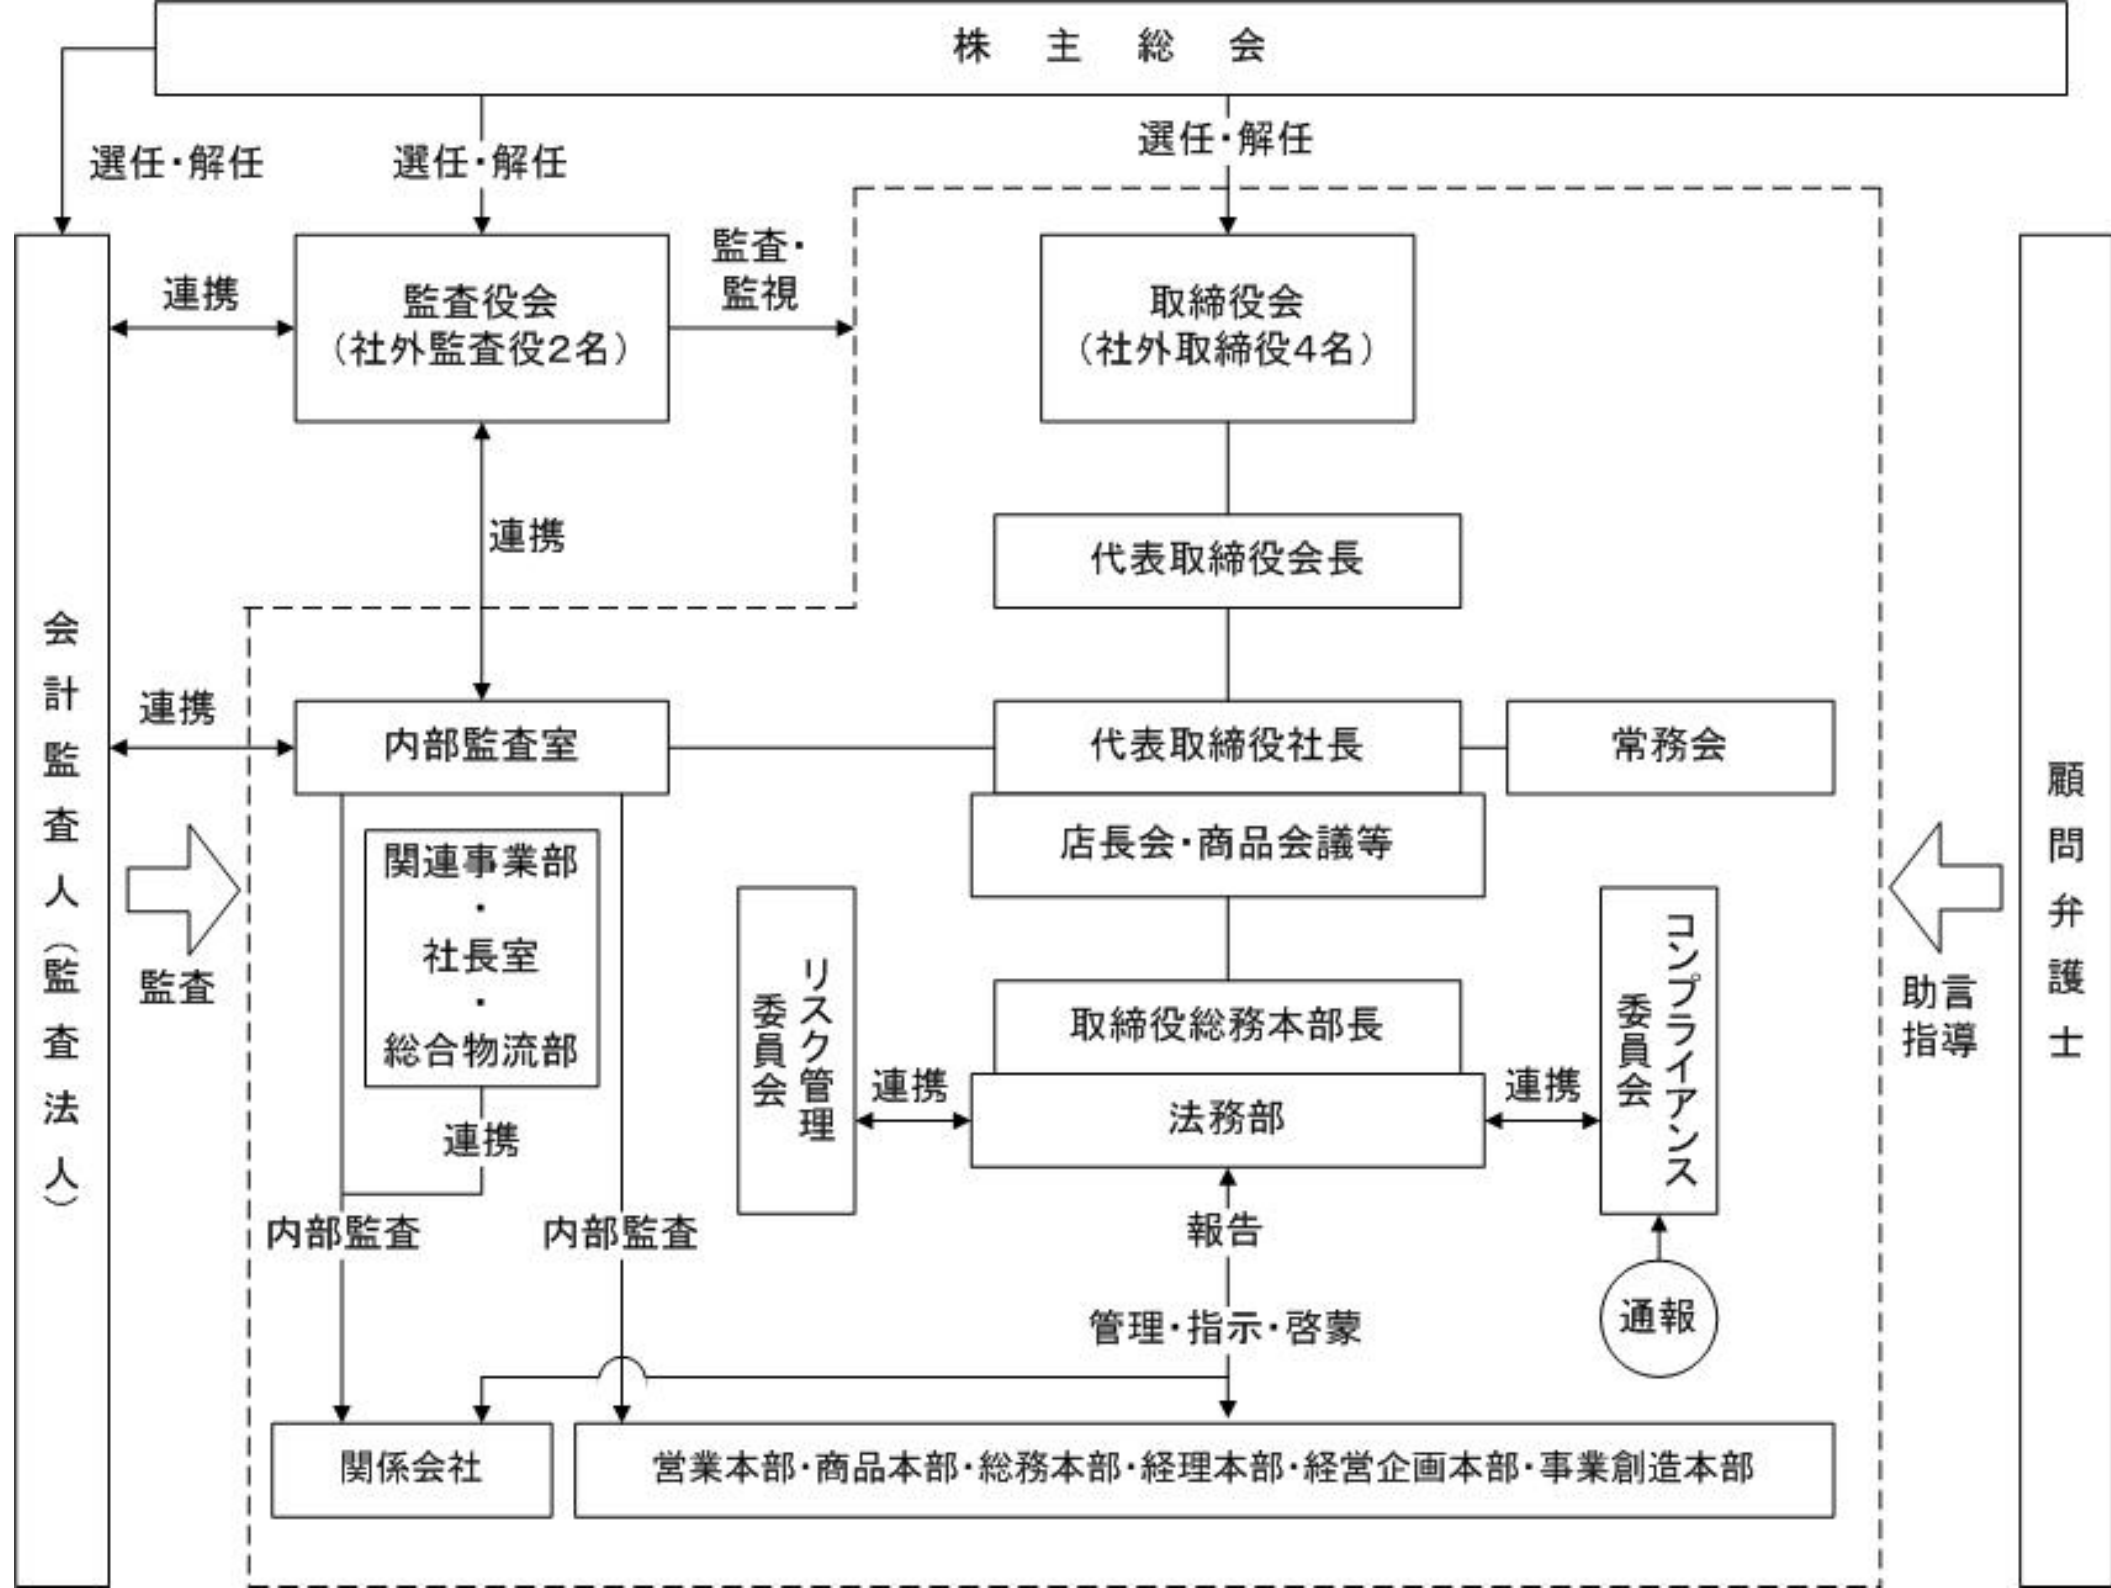 株主総会
選任・解任
選任・解任
選任・解任
監査・
監視
連携
監査役会
（社外監査役2名）
取締役会
（社外取締役4名）
連携
代表取締役会長
会計監査人（監査法人）
連携
内部監査室
代表取締役社長
常務会
顧問弁護士
店長会・商品会議等
関連事業部
・
社長室
・
総合物流部
監査
リスク管理
委員会
取締役総務本部長
コンプライアンス
委員会
助言
指導
連携
連携
法務部
連携
内部監査
内部監査
報告
通報
管理・指示・啓蒙
関係会社
営業本部・商品本部・総務本部・経理本部・経営企画本部・事業創造本部